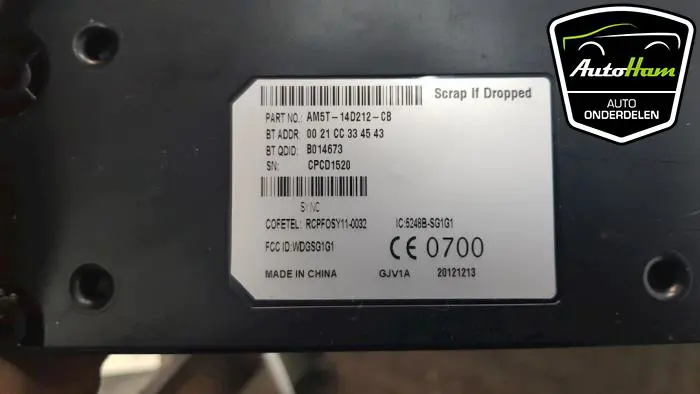 AutoHam
AUTO
ONDERDELEN
Scrap If Dropped
PART NO.: AM5T-14D212-CB
BT ADDR: 00 21 CC 33 45 43
BT QDID: B014673
SN: CPCD1520
SYNC
COFETEL: RCPFOSY11-0032 IC:5248B-SG1G1
FCC ID:WDGSG1G1 CE 0700
MADE IN CHINA GJV1A 20121213